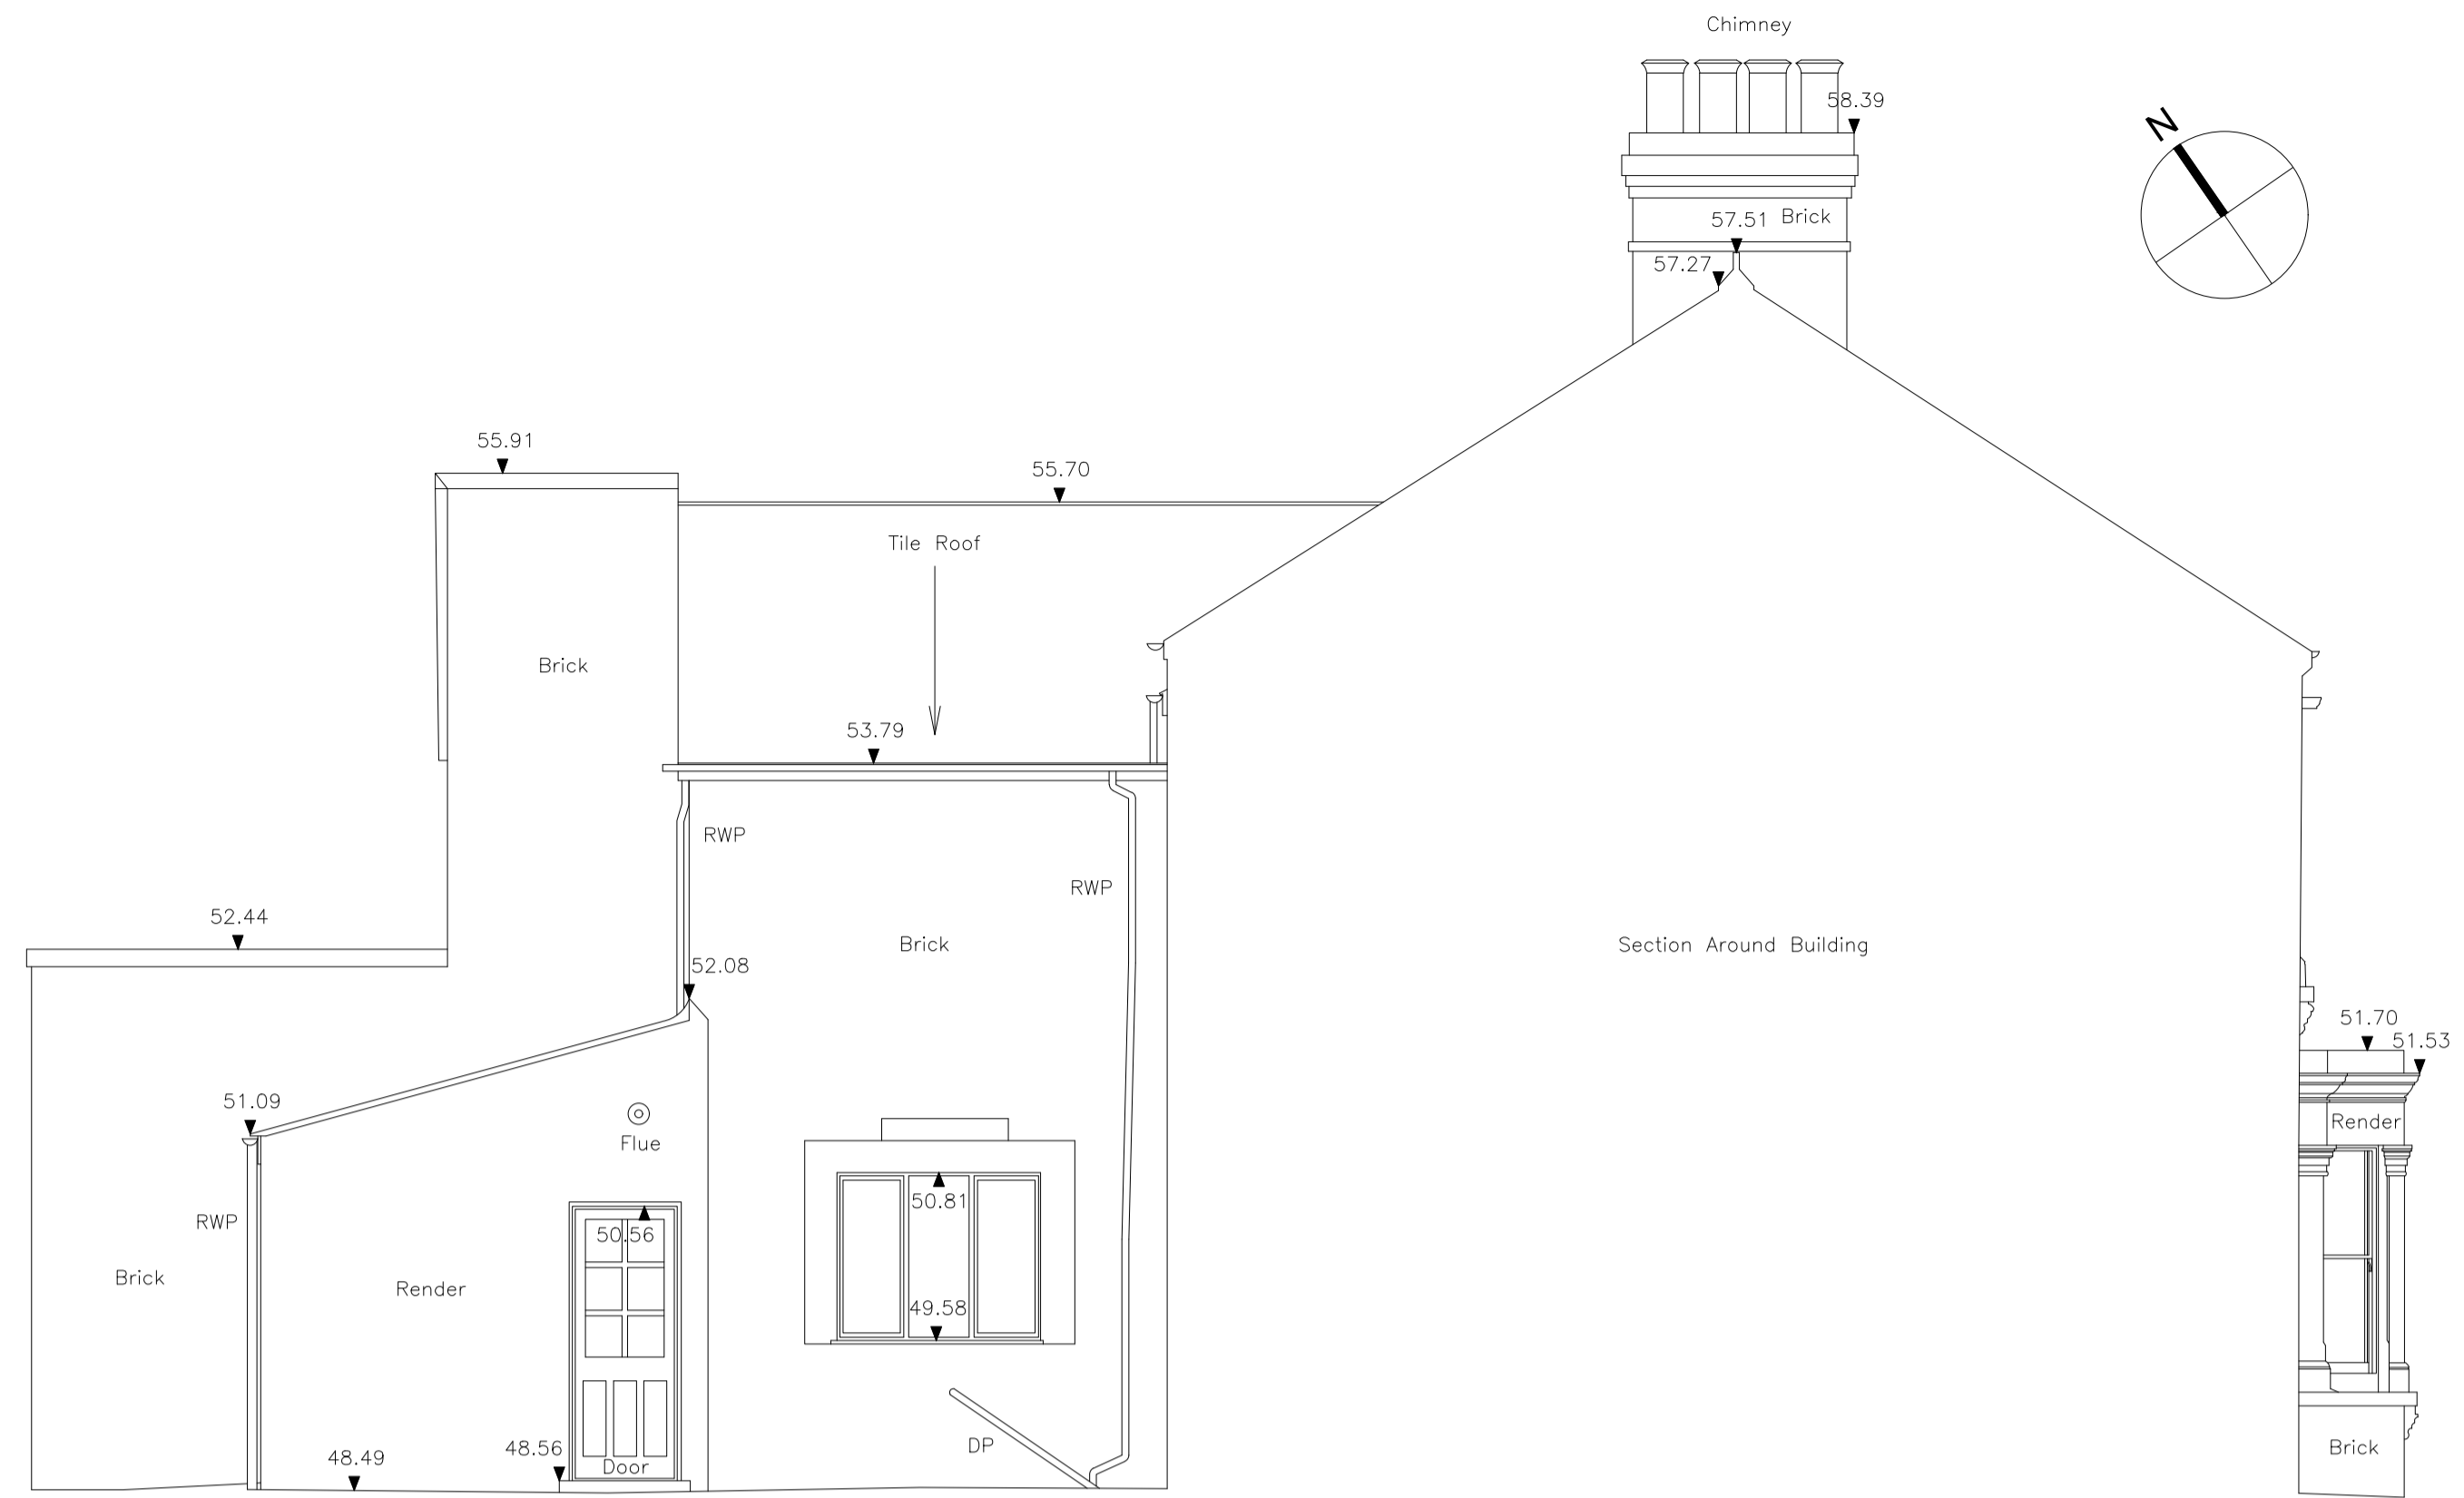 Chimney
58.39
N
57.51
Brick
57.27
55.91
55.70
Tile Roof
Brick
53.79
RWP
RWP
52.44
Brick
Section Around Building
52.08
51.70
51.53
51.09
Render
Flue
RWP
50.81
50.56
Brick
Render
49.58
48.56
DP
Brick
48.49
Door